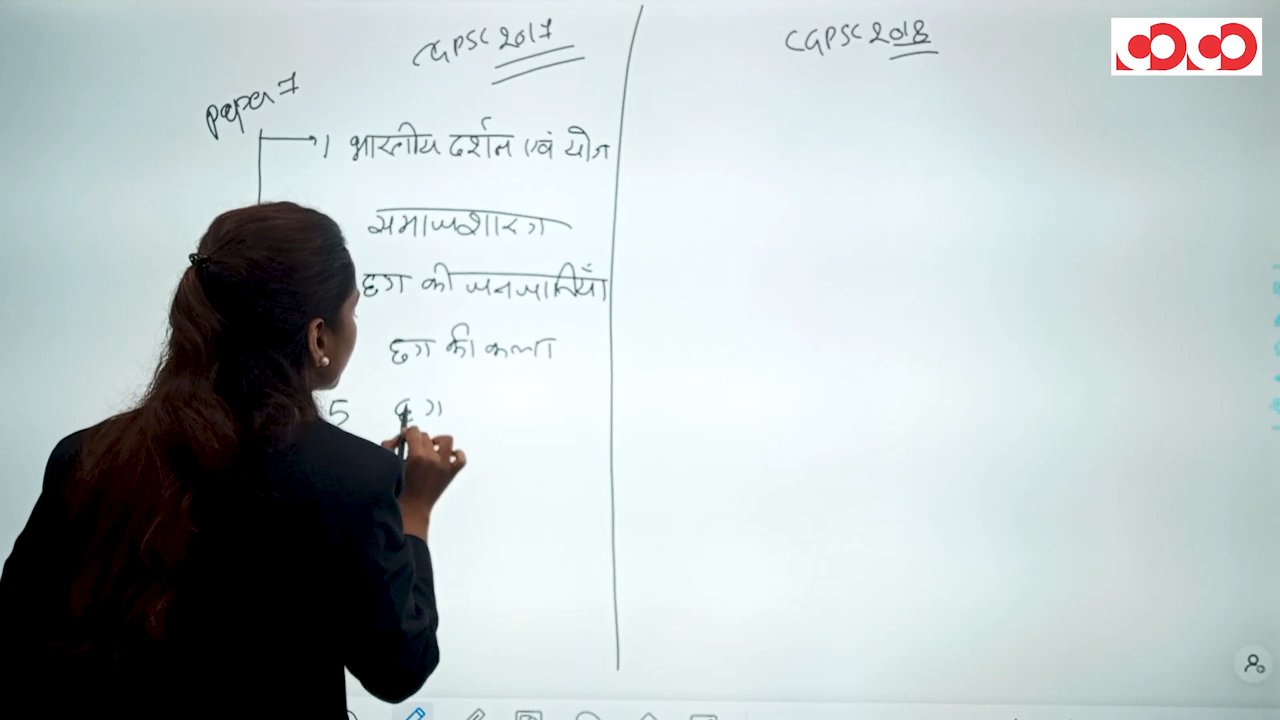 CGPSC 2017
CGPSC 2018
paper 7
1 भारतीय दर्शन एवं योग
समाजशास्त्र
छग की जनजातियाँ
छग की कला
5 छग